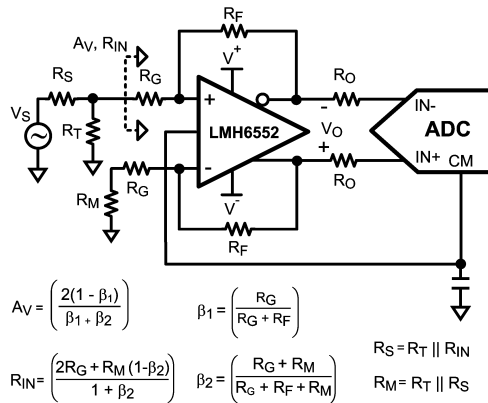 R_F
A_V, R_IN
V^+
R_S
R_G
R_O
V_S
+
-
IN-
R_T
LMH6552
V_O
ADC
R_G
-
+
IN+
CM
R_M
V^-
R_O
R_F
A_V = (2(1 - β_1) / β_1 + β_2)
β_1 = (R_G / R_G + R_F)
R_S = R_T || R_IN
R_IN = (2R_G + R_M (1-β_2) / 1 + β_2)
β_2 = (R_G + R_M / R_G + R_F + R_M)
R_M = R_T || R_S